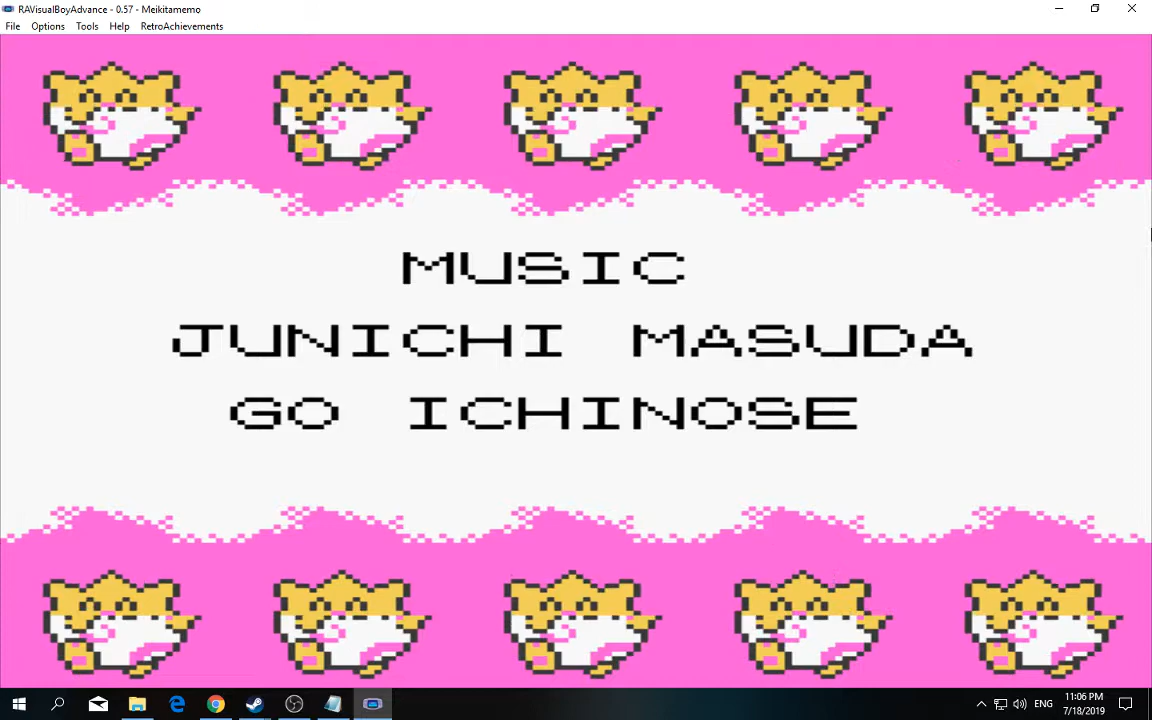 RAVisualBoyAdvance - 0.57 - Meikitamemo
File Options Tools Help RetroAchievements
MUSIC
JUNICHI MASUDA
GO ICHINOSE
ENG
11:06 PM
7/18/2019